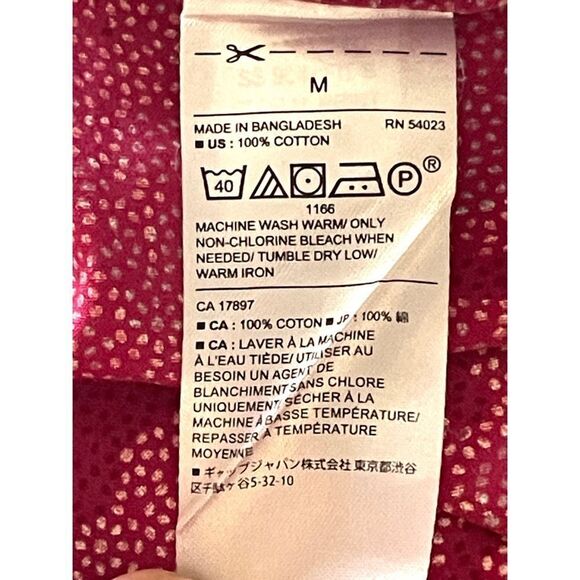 M
MADE IN BANGLADESH RN 54023
■ US : 100% COTTON
40 P ®
1166
MACHINE WASH WARM/ ONLY
NON-CHLORINE BLEACH WHEN
NEEDED/ TUMBLE DRY LOW/
WARM IRON
CA 17897
■ CA : 100% COTON ■ JP : 100% 綿
■ CA : LAVER À LA MACHINE
À L'EAU TIÈDE/ UTILISER AU
BESOIN UN AGENT DE
BLANCHIMENT SANS CHLORE
UNIQUEMENT/ SÉCHER À LA
MACHINE À BASSE TEMPÉRATURE/
REPASSER À TEMPÉRATURE
MOYENNE
■ ギャップジャパン株式会社 東京都渋谷
区千駄ヶ谷5-32-10